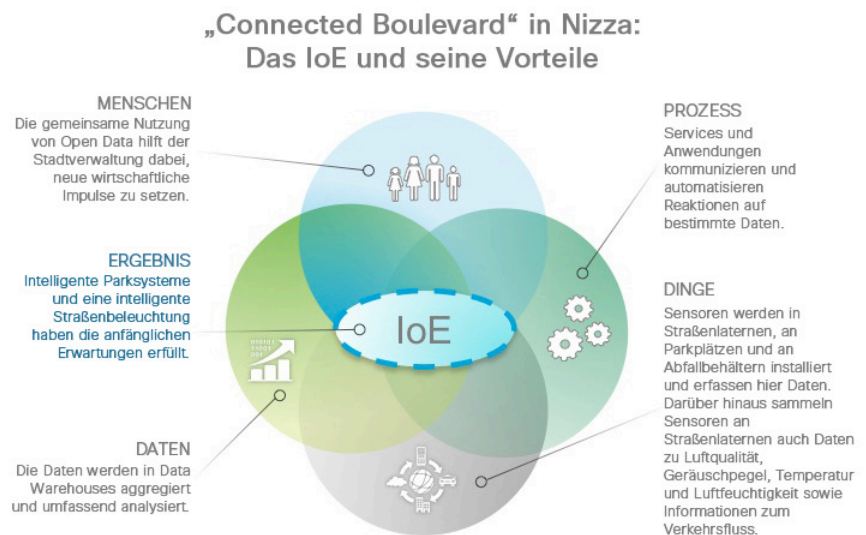 „Connected Boulevard“ in Nizza:
Das IoE und seine Vorteile
MENSCHEN
Die gemeinsame Nutzung
von Open Data hilft der
Stadtverwaltung dabei,
neue wirtschaftliche
Impulse zu setzen.
ERGEBNIS
Intelligente Parksysteme
und eine intelligente
Straßenbeleuchtung
haben die anfänglichen
Erwartungen erfüllt.
DATEN
Die Daten werden in Data
Warehouses aggregiert
und umfassend analysiert.
IoE
PROZESS
Services und
Anwendungen
kommunizieren und
automatisieren
Reaktionen auf
bestimmte Daten.
DINGE
Sensoren werden in
Straßenlaternen, an
Parkplätzen und an
Abfallbehältern installiert
und erfassen hier Daten.
Darüber hinaus sammeln
Sensoren an
Straßenlaternen auch Daten
zu Luftqualität,
Geräuschpegel, Temperatur
und Luftfeuchtigkeit sowie
Informationen zum
Verkehrsfluss.